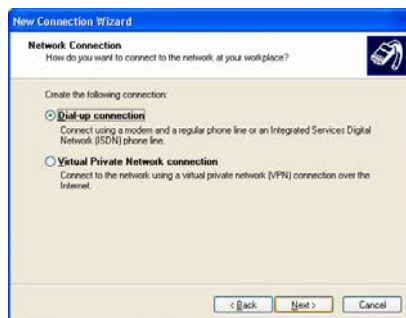 New Connection Wizard
Network Connection
How do you want to connect to the network at your workplace?
Create the following connection:
Dial-up connection
Connect using a modem and a regular phone line or an Integrated Services Digital
Network (ISDN) phone line.
Virtual Private Network connection
Connect to the network using a virtual private network (VPN) connection over the
Internet.
< Back
Next >
Cancel